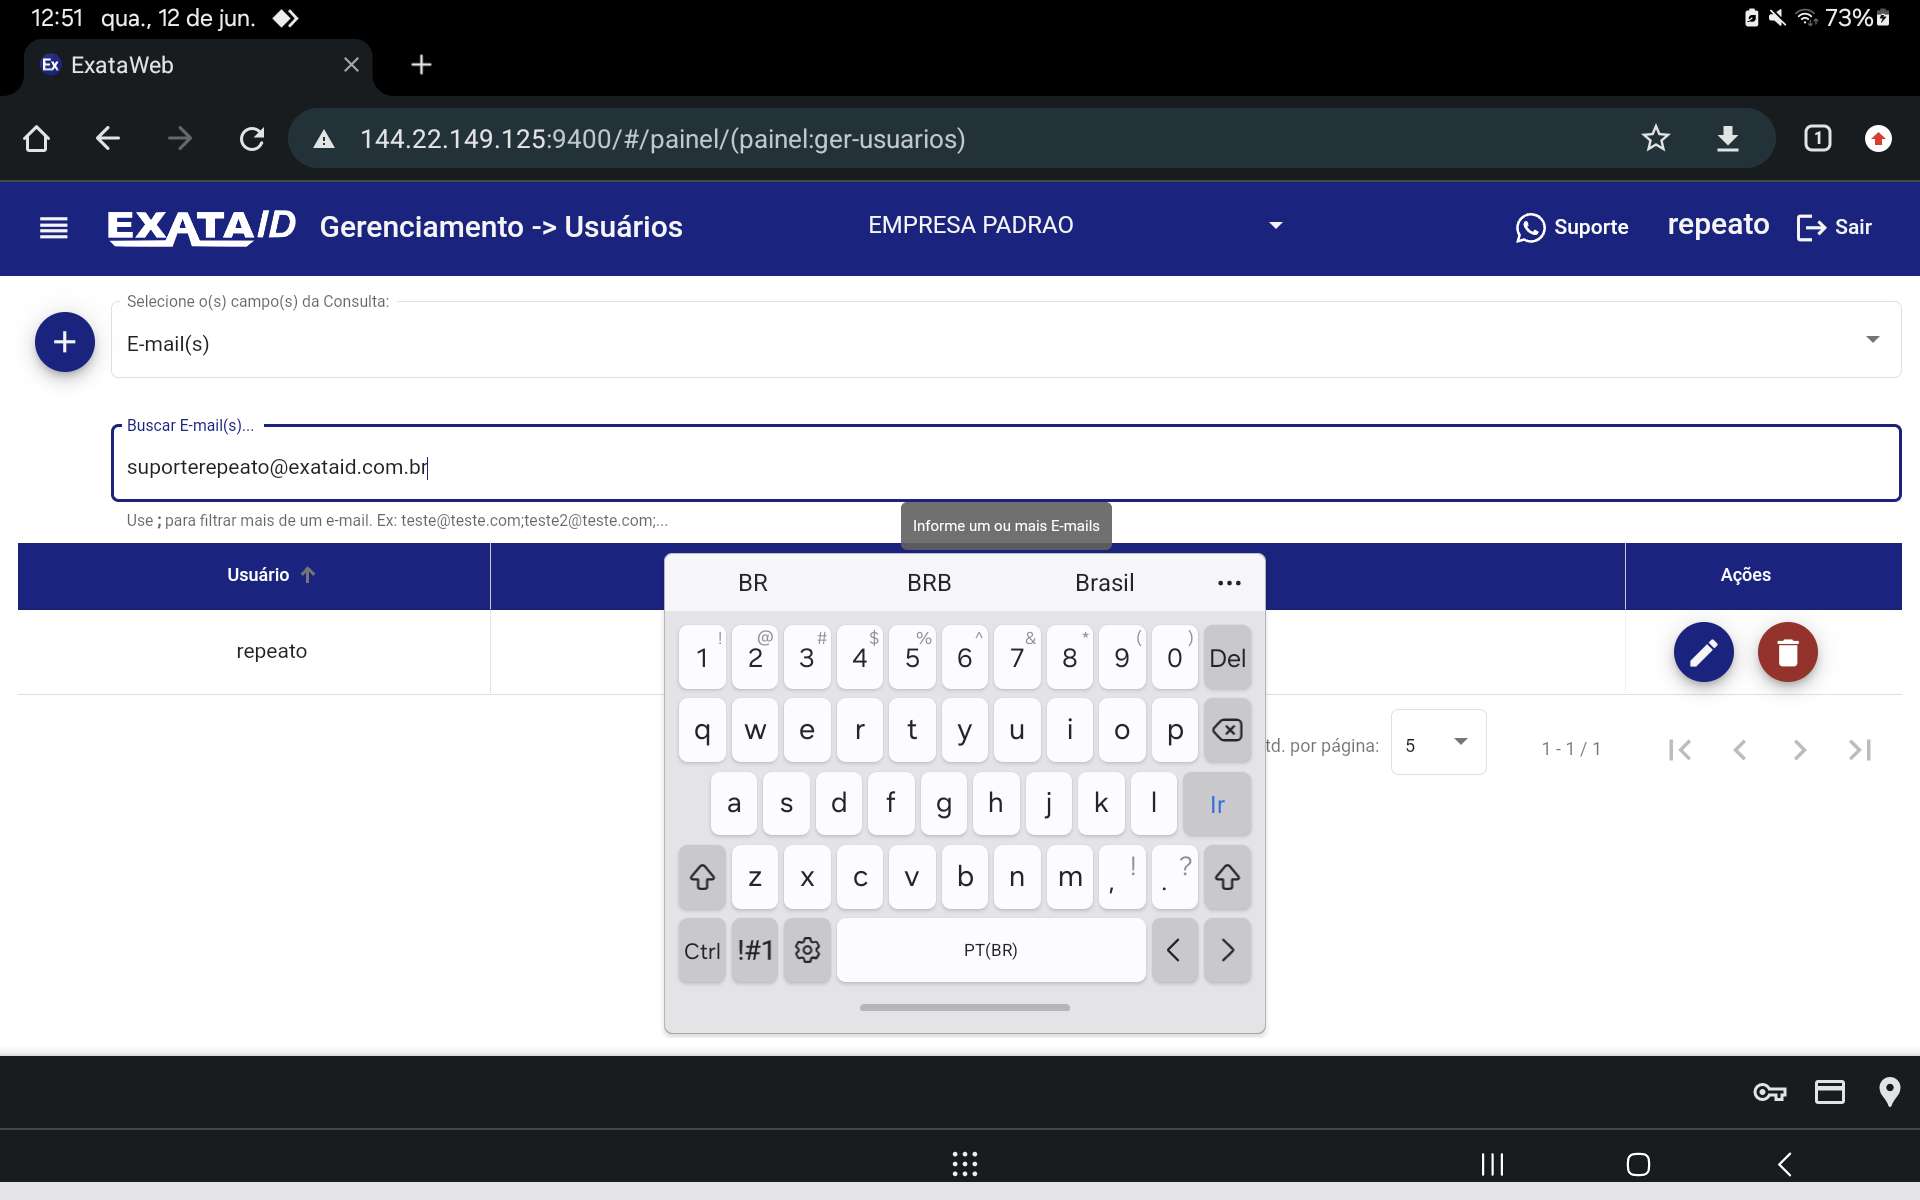 12:51 qua., 12 de jun. 73%
Ex ExataWeb
144.22.149.125:9400/#/painel/(painel:ger-usuarios) 1
EXATAID Gerenciamento -> Usuários EMPRESA PADRAO Suporte repeato Sair
Selecione o(s) campo(s) da Consulta:
E-mail(s)
Buscar E-mail(s)...
suporterepeato@exataid.com.br
Use ; para filtrar mais de um e-mail. Ex: teste@teste.com;teste2@teste.com;...
Informe um ou mais E-mails
Usuário Ações
repeato
BR BRB Brasil ...
! @ # $ % ^ & * ( )
1 2 3 4 5 6 7 8 9 0 Del
q w e r t y u i o p
a s d f g h j k l Ir
z x c v b n m , ! . ?
Ctrl !#1 PT(BR) < >
td. por página: 5 1 - 1 / 1